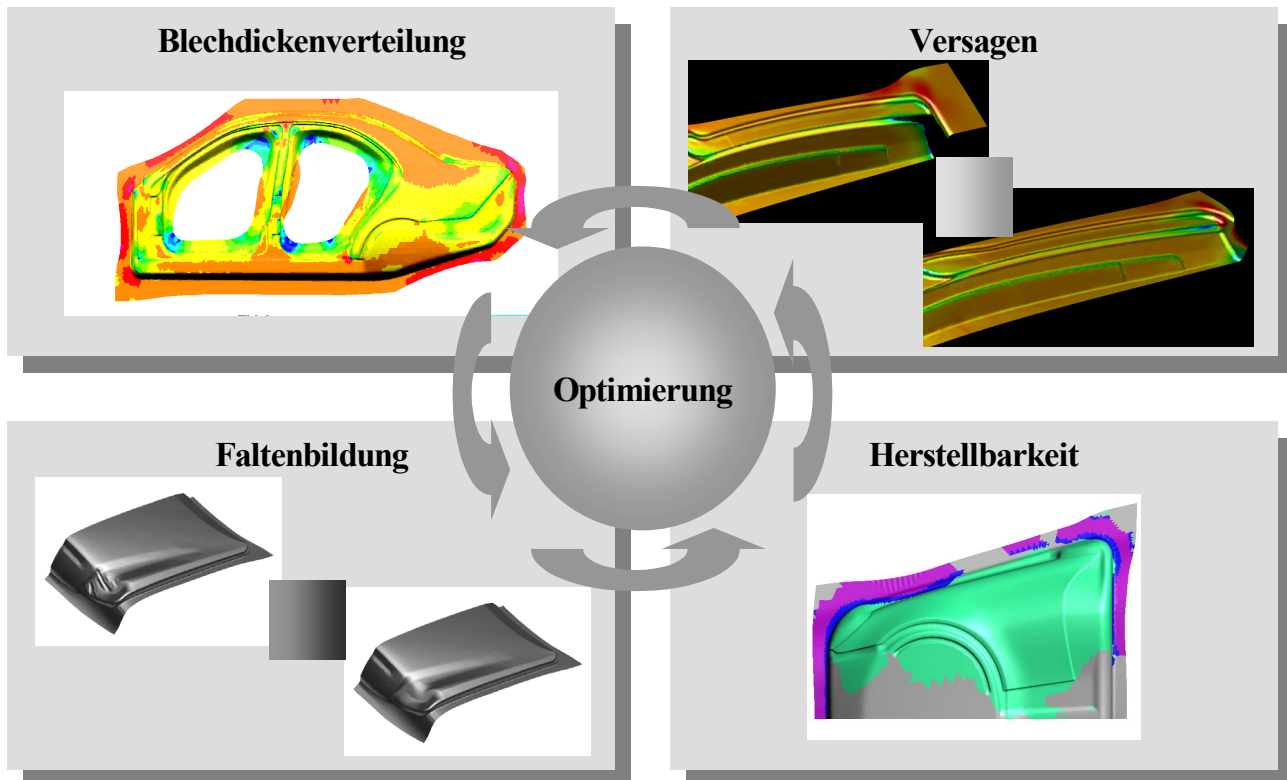 Blechdickenverteilung
Versagen
Optimierung
Faltenbildung
Herstellbarkeit